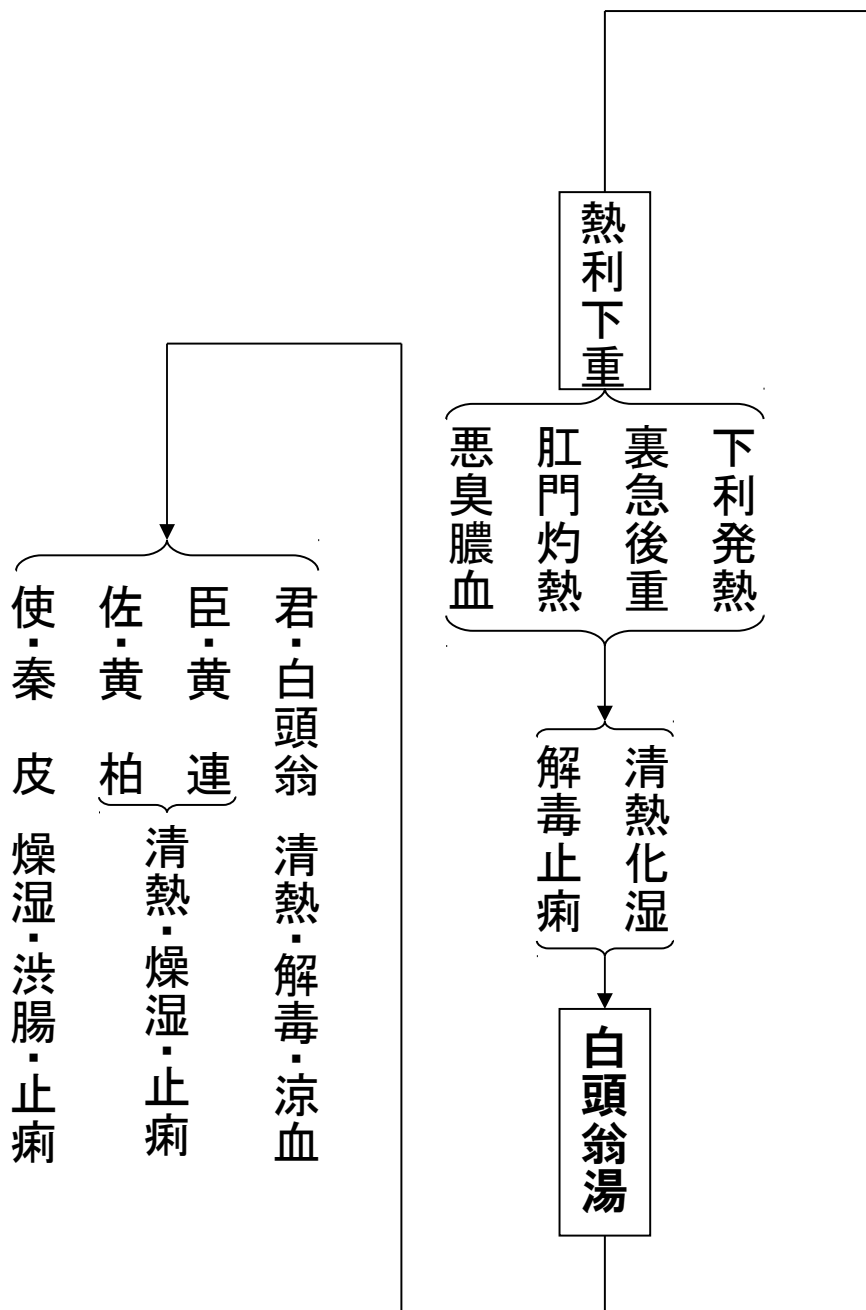 熱利下重
下利発熱
裏急後重
肛門灼熱
悪臭膿血
清熱化湿
解毒止痢
白頭翁湯
君・白頭翁 清熱・解毒・涼血
臣・黄 連
佐・黄 柏
清熱・燥湿・止痢
使・秦 皮 燥湿・渋腸・止痢